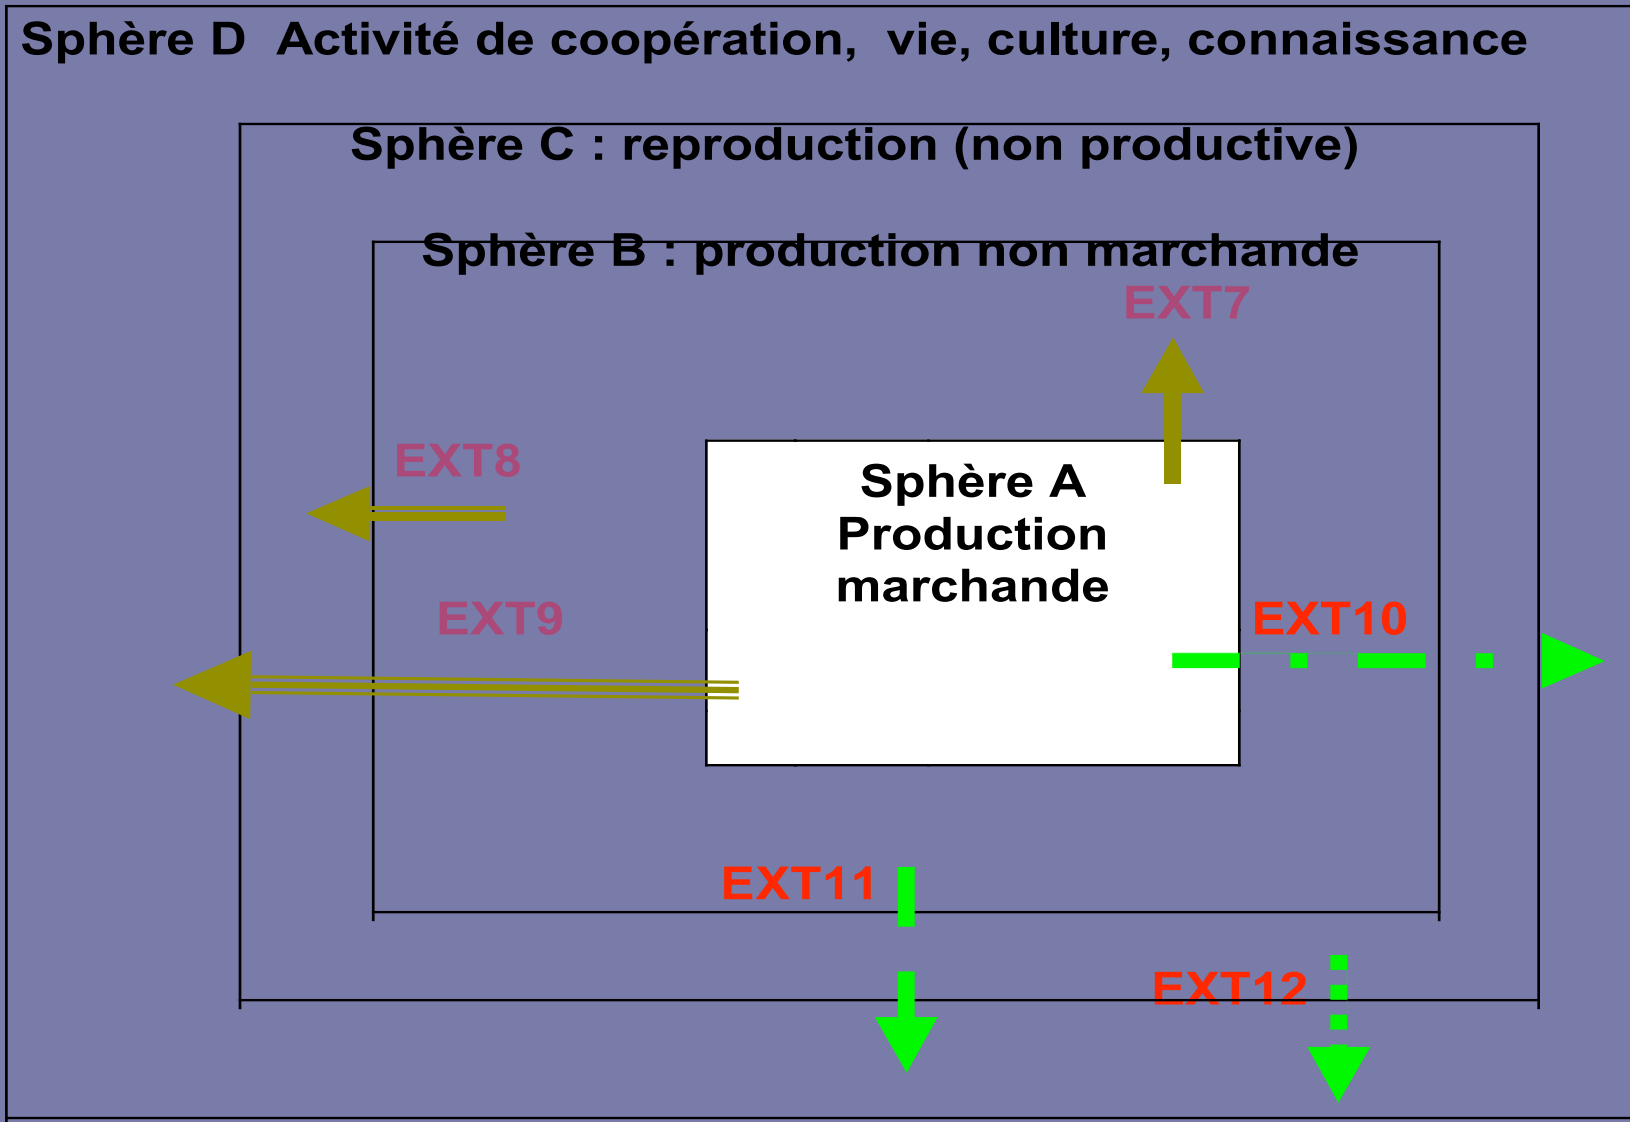 Sphère D  Activité de coopération,  vie, culture, connaissance
Sphère C : reproduction (non productive)
Sphère B : production non marchande
EXT7
EXT8
Sphère A
Production
marchande
EXT9
EXT10
EXT11
EXT12